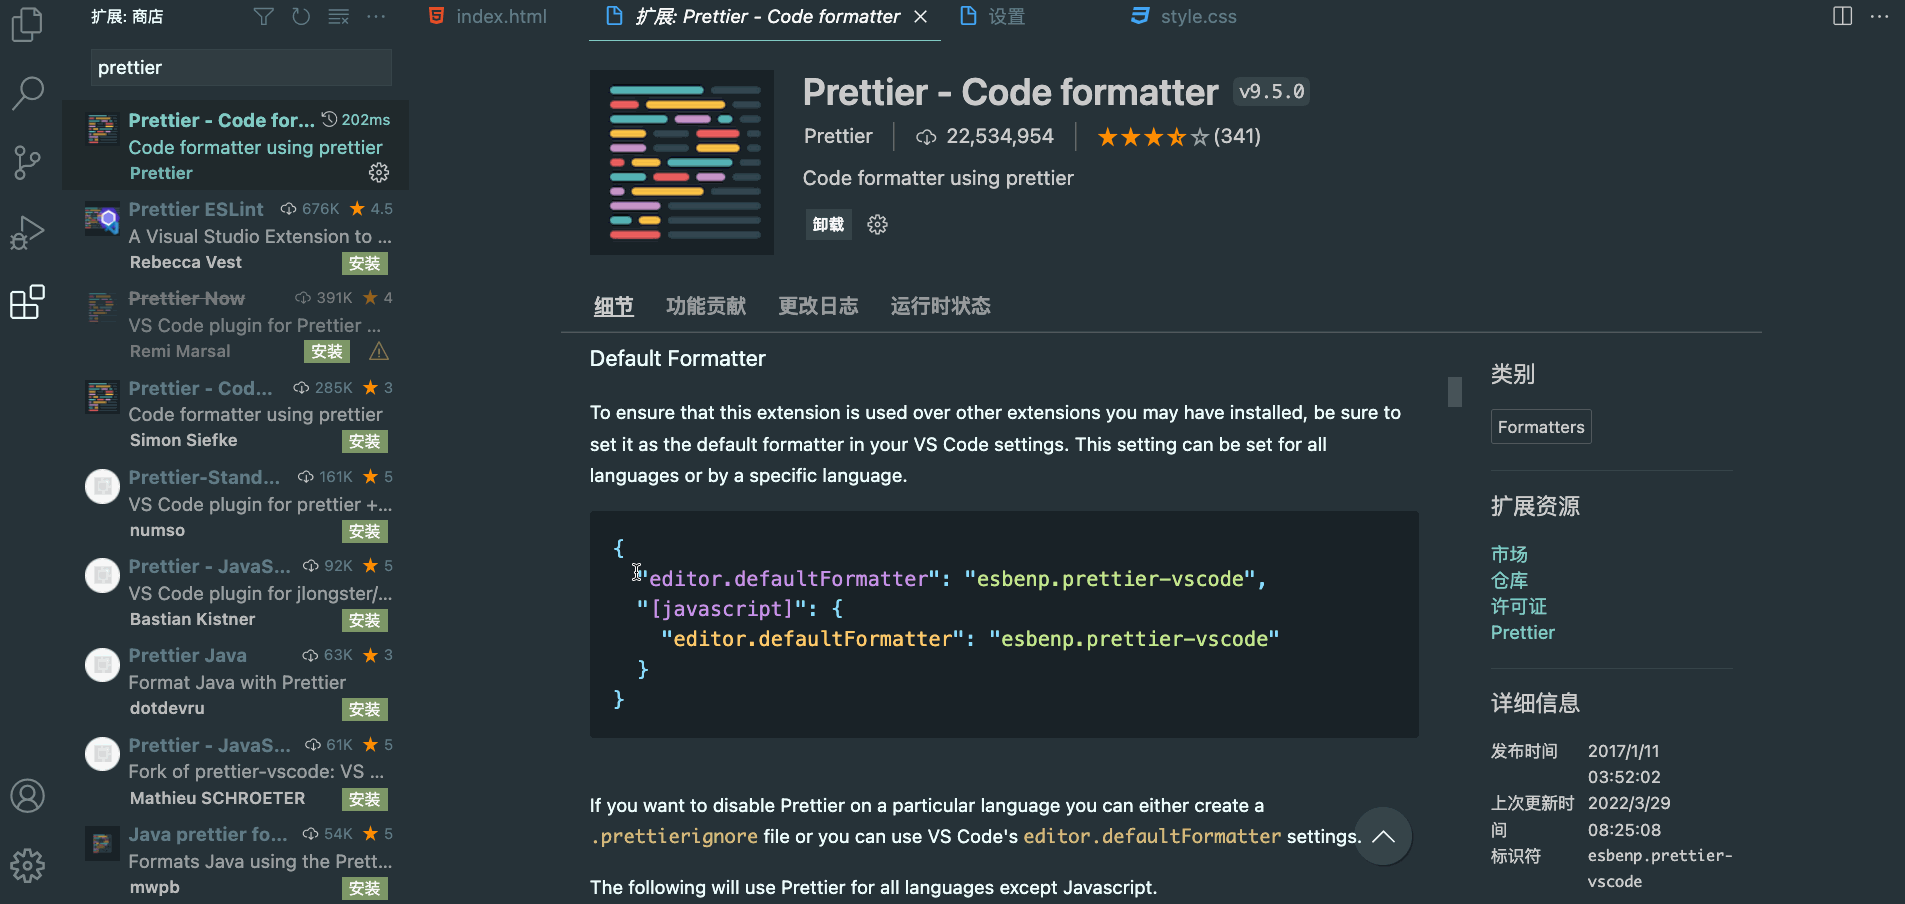 扩展: 商店
prettier
Prettier - Code for... 202ms
Code formatter using prettier
Prettier
Prettier ESLint 676K 4.5
A Visual Studio Extension to ...
Rebecca Vest 安装
Prettier Now 391K 4
VS Code plugin for Prettier ...
Remi Marsal 安装
Prettier - Cod... 285K 3
Code formatter using prettier
Simon Siefke 安装
Prettier-Stand... 161K 5
VS Code plugin for prettier +...
numso 安装
Prettier - JavaS... 92K 5
VS Code plugin for jlongster/...
Bastian Kistner 安装
Prettier Java 63K 3
Format Java with Prettier
dotdevru 安装
Prettier - JavaS... 61K 5
Fork of prettier-vscode: VS ...
Mathieu SCHROETER 安装
Java prettier fo... 54K 5
Formats Java using the Prett...
mwpb 安装
index.html 扩展: Prettier - Code formatter 设置 style.css
Prettier - Code formatter v9.5.0
Prettier 22,534,954 (341)
Code formatter using prettier
卸载
细节 功能贡献 更改日志 运行时状态
Default Formatter
To ensure that this extension is used over other extensions you may have installed, be sure to
set it as the default formatter in your VS Code settings. This setting can be set for all
languages or by a specific language.
{
"editor.defaultFormatter": "esbenp.prettier-vscode",
"[javascript]": {
"editor.defaultFormatter": "esbenp.prettier-vscode"
}
}
If you want to disable Prettier on a particular language you can either create a
.prettierignore file or you can use VS Code's editor.defaultFormatter settings.
The following will use Prettier for all languages except Javascript.
类别
Formatters
扩展资源
市场
仓库
许可证
Prettier
详细信息
发布时间 2017/1/11
03:52:02
上次更新时 2022/3/29
间 08:25:08
标识符 esbenp.prettier-
vscode